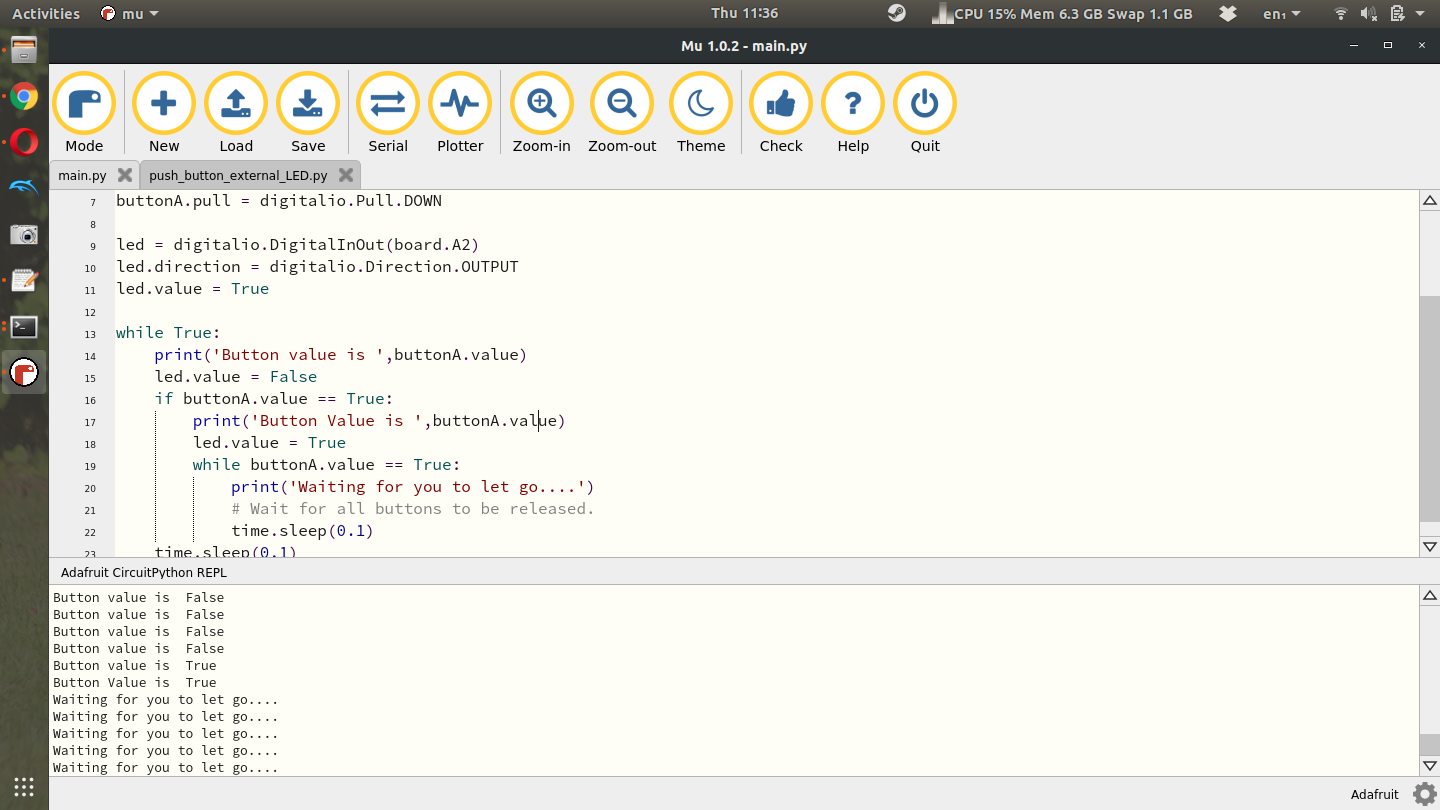 Activities mu Thu 11:36 CPU 15% Mem 6.3 GB Swap 1.1 GB en₁
Mu 1.0.2 - main.py
Mode New Load Save Serial Plotter Zoom-in Zoom-out Theme Check Help Quit
main.py push_button_external_LED.py
7 buttonA.pull = digitalio.Pull.DOWN
8
9 led = digitalio.DigitalInOut(board.A2)
10 led.direction = digitalio.Direction.OUTPUT
11 led.value = True
12
13 while True:
14     print('Button value is ',buttonA.value)
15     led.value = False
16     if buttonA.value == True:
17         print('Button Value is ',buttonA.value)
18         led.value = True
19         while buttonA.value == True:
20             print('Waiting for you to let go....')
21             # Wait for all buttons to be released.
22             time.sleep(0.1)
23     time.sleep(0.1)
Adafruit CircuitPython REPL
Button value is  False
Button value is  False
Button value is  False
Button value is  False
Button value is  True
Button Value is  True
Waiting for you to let go....
Waiting for you to let go....
Waiting for you to let go....
Waiting for you to let go....
Waiting for you to let go....
Adafruit